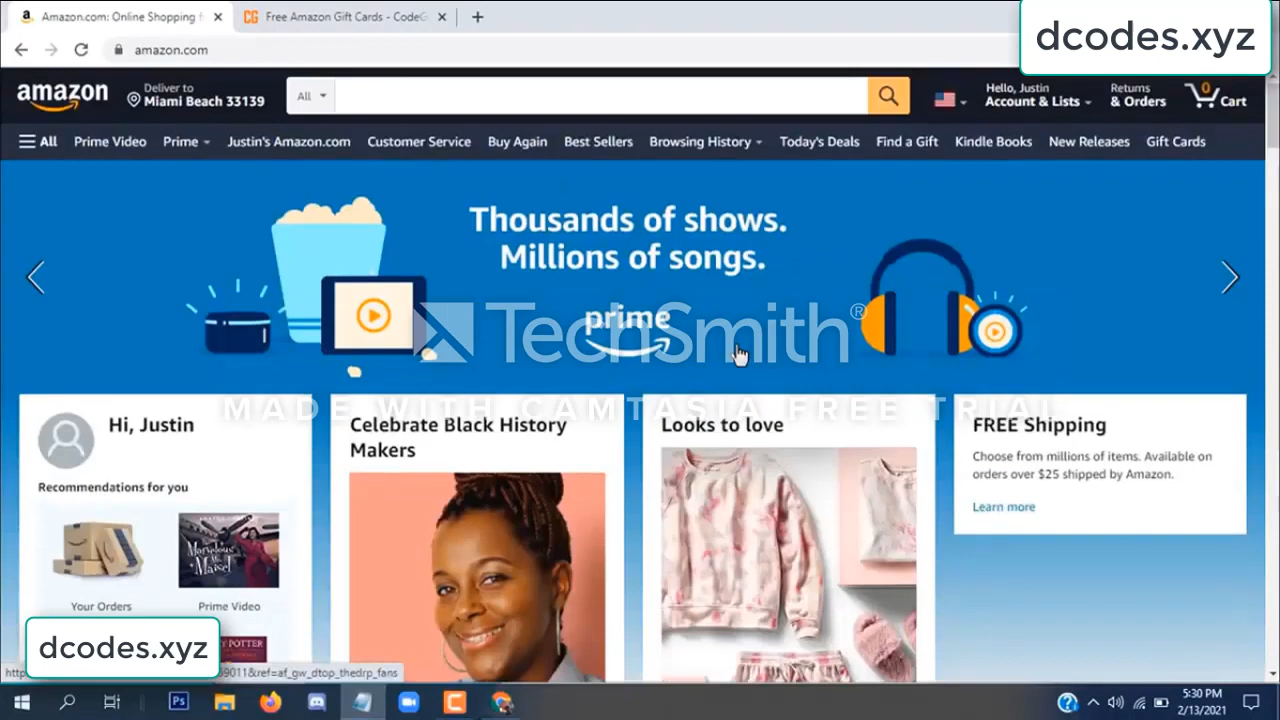 Amazon.com: Online Shopping f
Free Amazon Gift Cards - CodeG
dcodes.xyz
amazon.com
amazon
Deliver to
Miami Beach 33139
All
Hello, Justin
Account & Lists
Returns
& Orders
0
Cart
All
Prime Video
Prime
Justin's Amazon.com
Customer Service
Buy Again
Best Sellers
Browsing History
Today's Deals
Find a Gift
Kindle Books
New Releases
Gift Cards
Thousands of shows.
Millions of songs.
prime
TechSmith®
MADE WITH CAMTASIA FREE TRIAL
Hi, Justin
Recommendations for you
Your Orders
Prime Video
Celebrate Black History
Makers
Looks to love
FREE Shipping
Choose from millions of items. Available on
orders over $25 shipped by Amazon.
Learn more
dcodes.xyz
9011&ref=af_gw_dtop_thedrp_fans
Ps
5:30 PM
2/13/2021